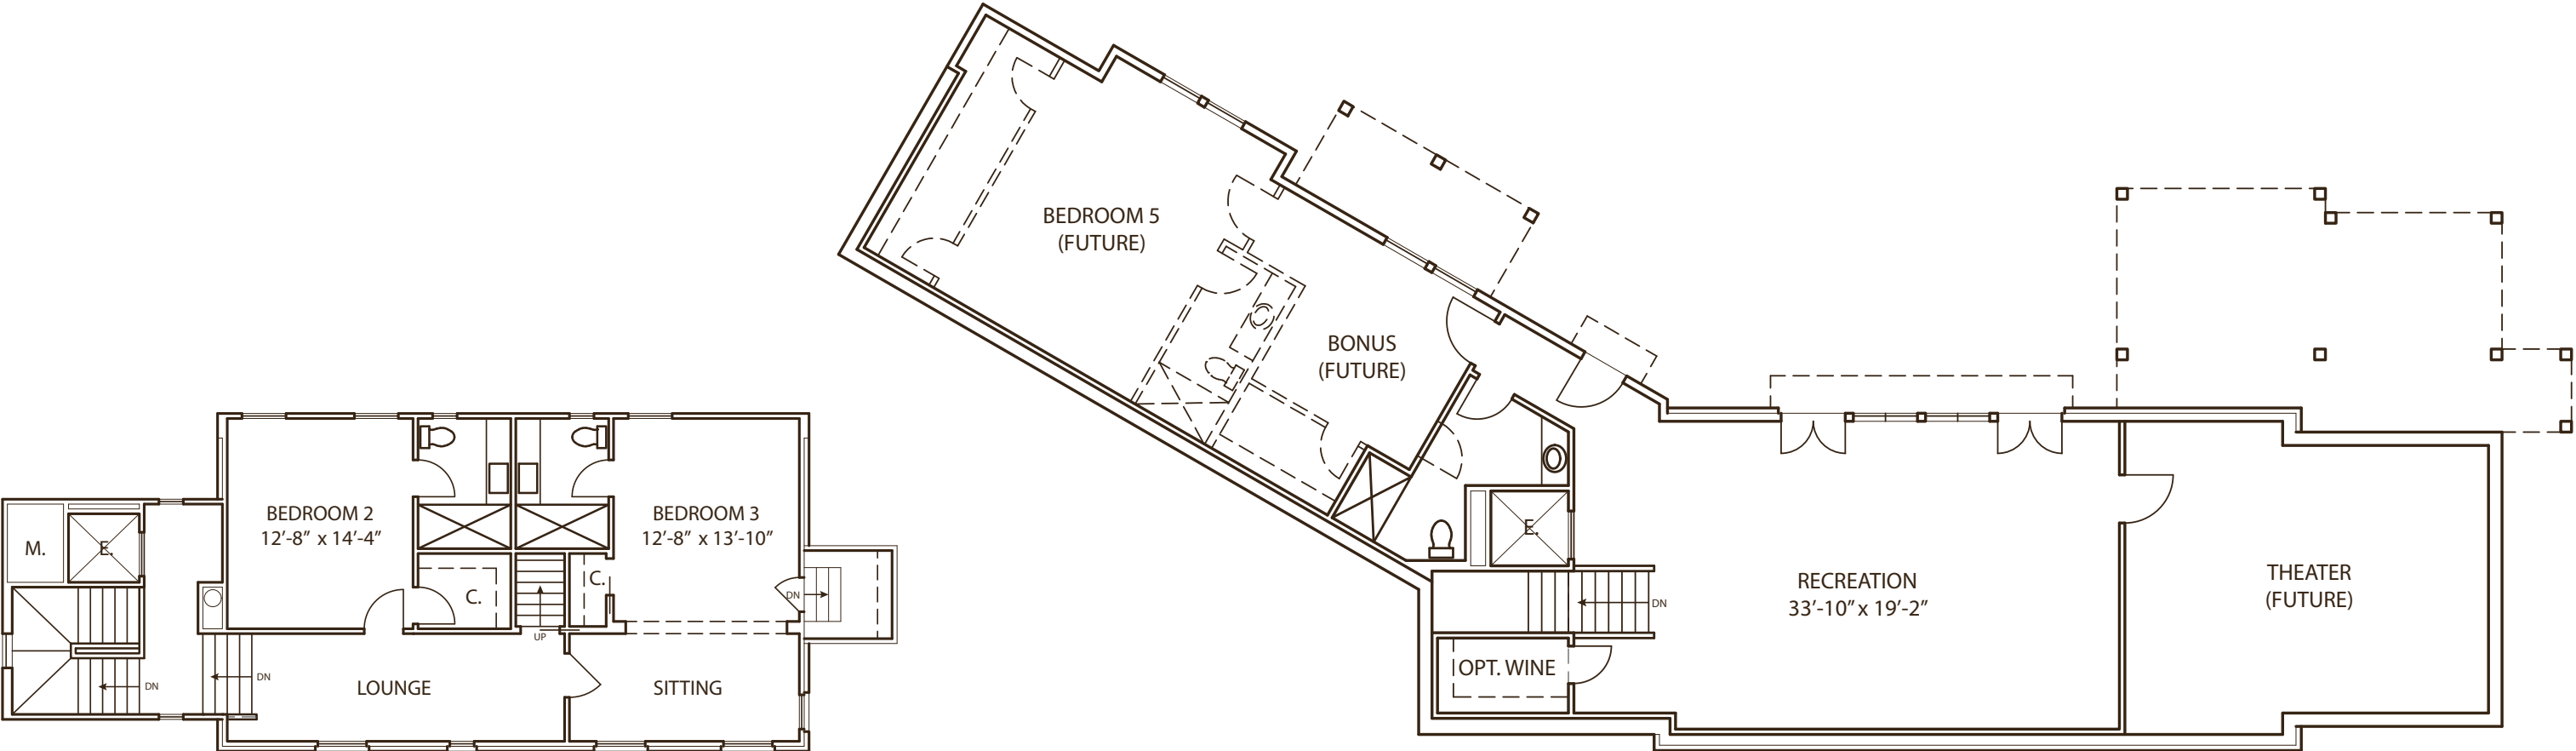 BEDROOM 5
(FUTURE)
BONUS
(FUTURE)
BEDROOM 2
12'-8" x 14'-4"
BEDROOM 3
12'-8" x 13'-10"
M.
E.
C.
C.
UP
DN
DN
DN
LOUNGE
SITTING
E.
DN
RECREATION
33'-10" x 19'-2"
THEATER
(FUTURE)
OPT. WINE